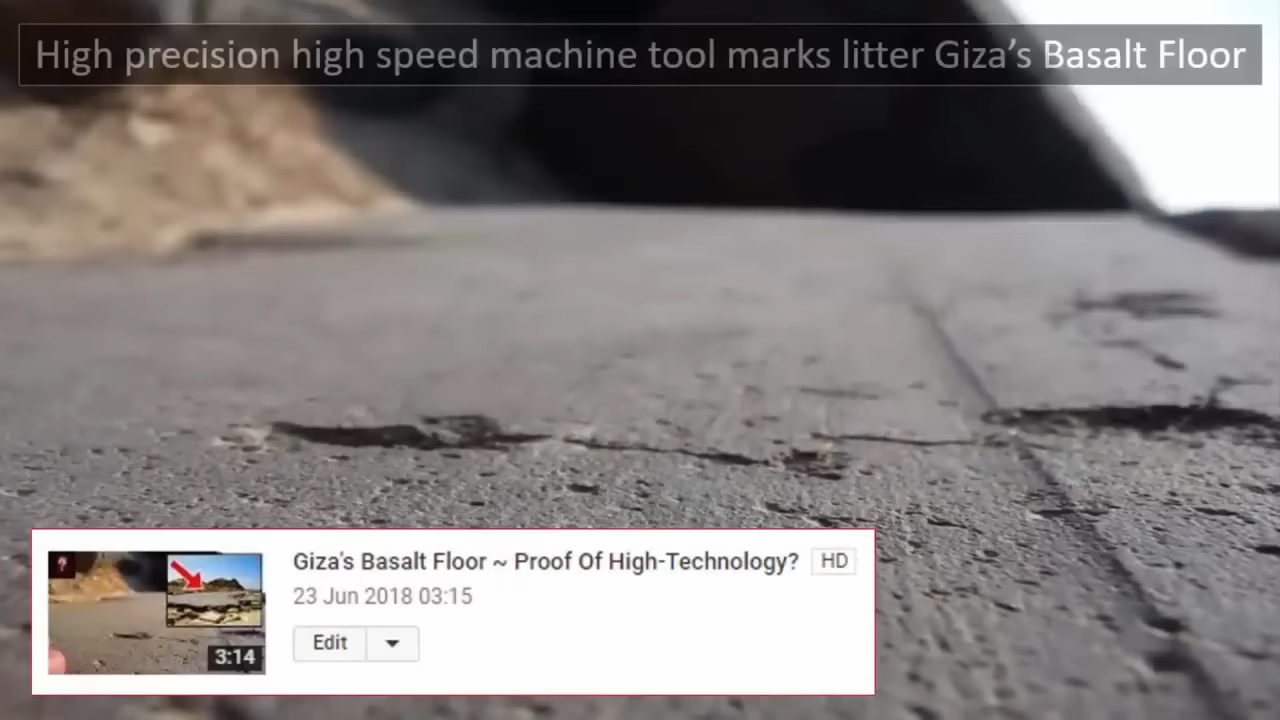 High precision high speed machine tool marks litter Giza’s Basalt Floor
Giza's Basalt Floor ~ Proof Of High-Technology? HD
23 Jun 2018 03:15
Edit
3:14
?